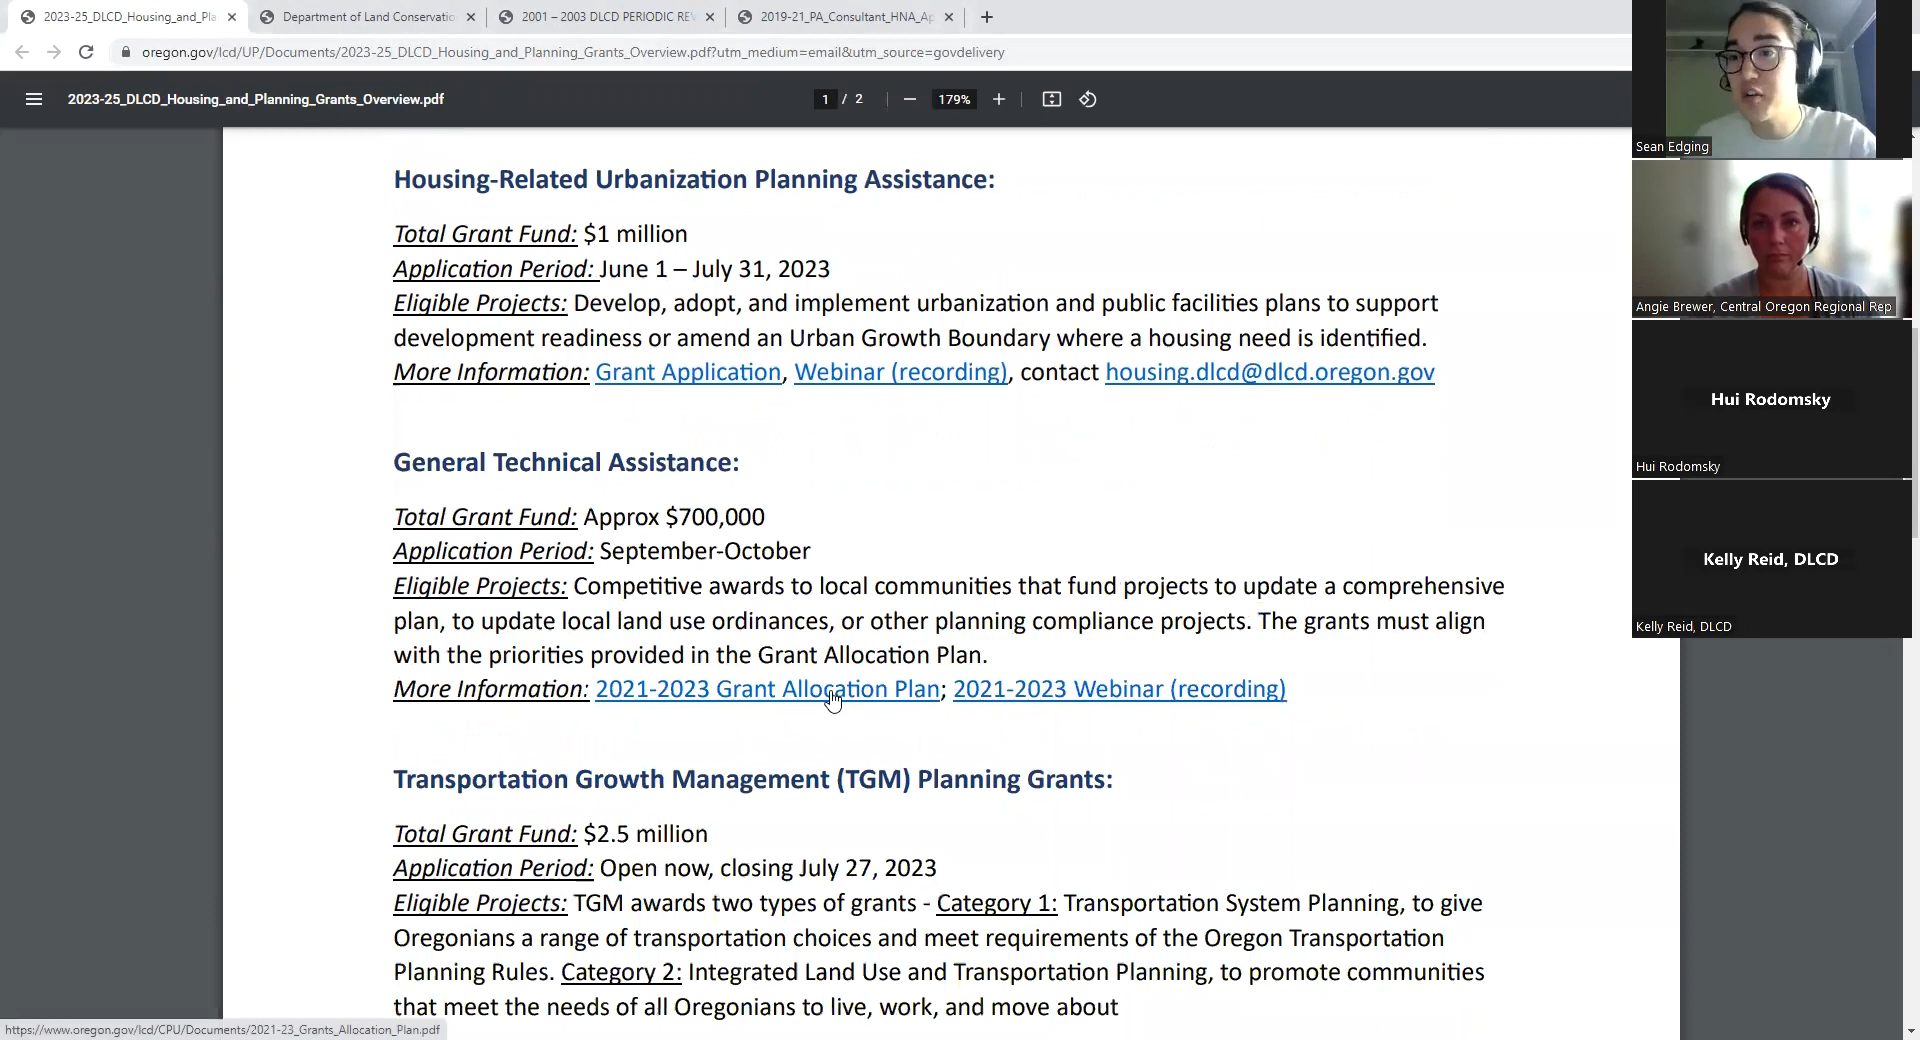 2023-25_DLCD_Housing_and_Pla
Department of Land Conservatio
2001 – 2003 DLCD PERIODIC RE
2019-21_PA_Consultant_HNA_Ap
oregon.gov/lcd/UP/Documents/2023-25_DLCD_Housing_and_Planning_Grants_Overview.pdf?utm_medium=email&utm_source=govdelivery
2023-25_DLCD_Housing_and_Planning_Grants_Overview.pdf
1 / 2
179%
Sean Edging
Angie Brewer, Central Oregon Regional Rep
Hui Rodomsky
Hui Rodomsky
Kelly Reid, DLCD
Kelly Reid, DLCD
Housing-Related Urbanization Planning Assistance:
Total Grant Fund: $1 million
Application Period: June 1 – July 31, 2023
Eligible Projects: Develop, adopt, and implement urbanization and public facilities plans to support
development readiness or amend an Urban Growth Boundary where a housing need is identified.
More Information: Grant Application, Webinar (recording), contact housing.dlcd@dlcd.oregon.gov
General Technical Assistance:
Total Grant Fund: Approx $700,000
Application Period: September-October
Eligible Projects: Competitive awards to local communities that fund projects to update a comprehensive
plan, to update local land use ordinances, or other planning compliance projects. The grants must align
with the priorities provided in the Grant Allocation Plan.
More Information: 2021-2023 Grant Allocation Plan; 2021-2023 Webinar (recording)
Transportation Growth Management (TGM) Planning Grants:
Total Grant Fund: $2.5 million
Application Period: Open now, closing July 27, 2023
Eligible Projects: TGM awards two types of grants - Category 1: Transportation System Planning, to give
Oregonians a range of transportation choices and meet requirements of the Oregon Transportation
Planning Rules. Category 2: Integrated Land Use and Transportation Planning, to promote communities
that meet the needs of all Oregonians to live, work, and move about
https://www.oregon.gov/lcd/CPU/Documents/2021-23_Grants_Allocation_Plan.pdf